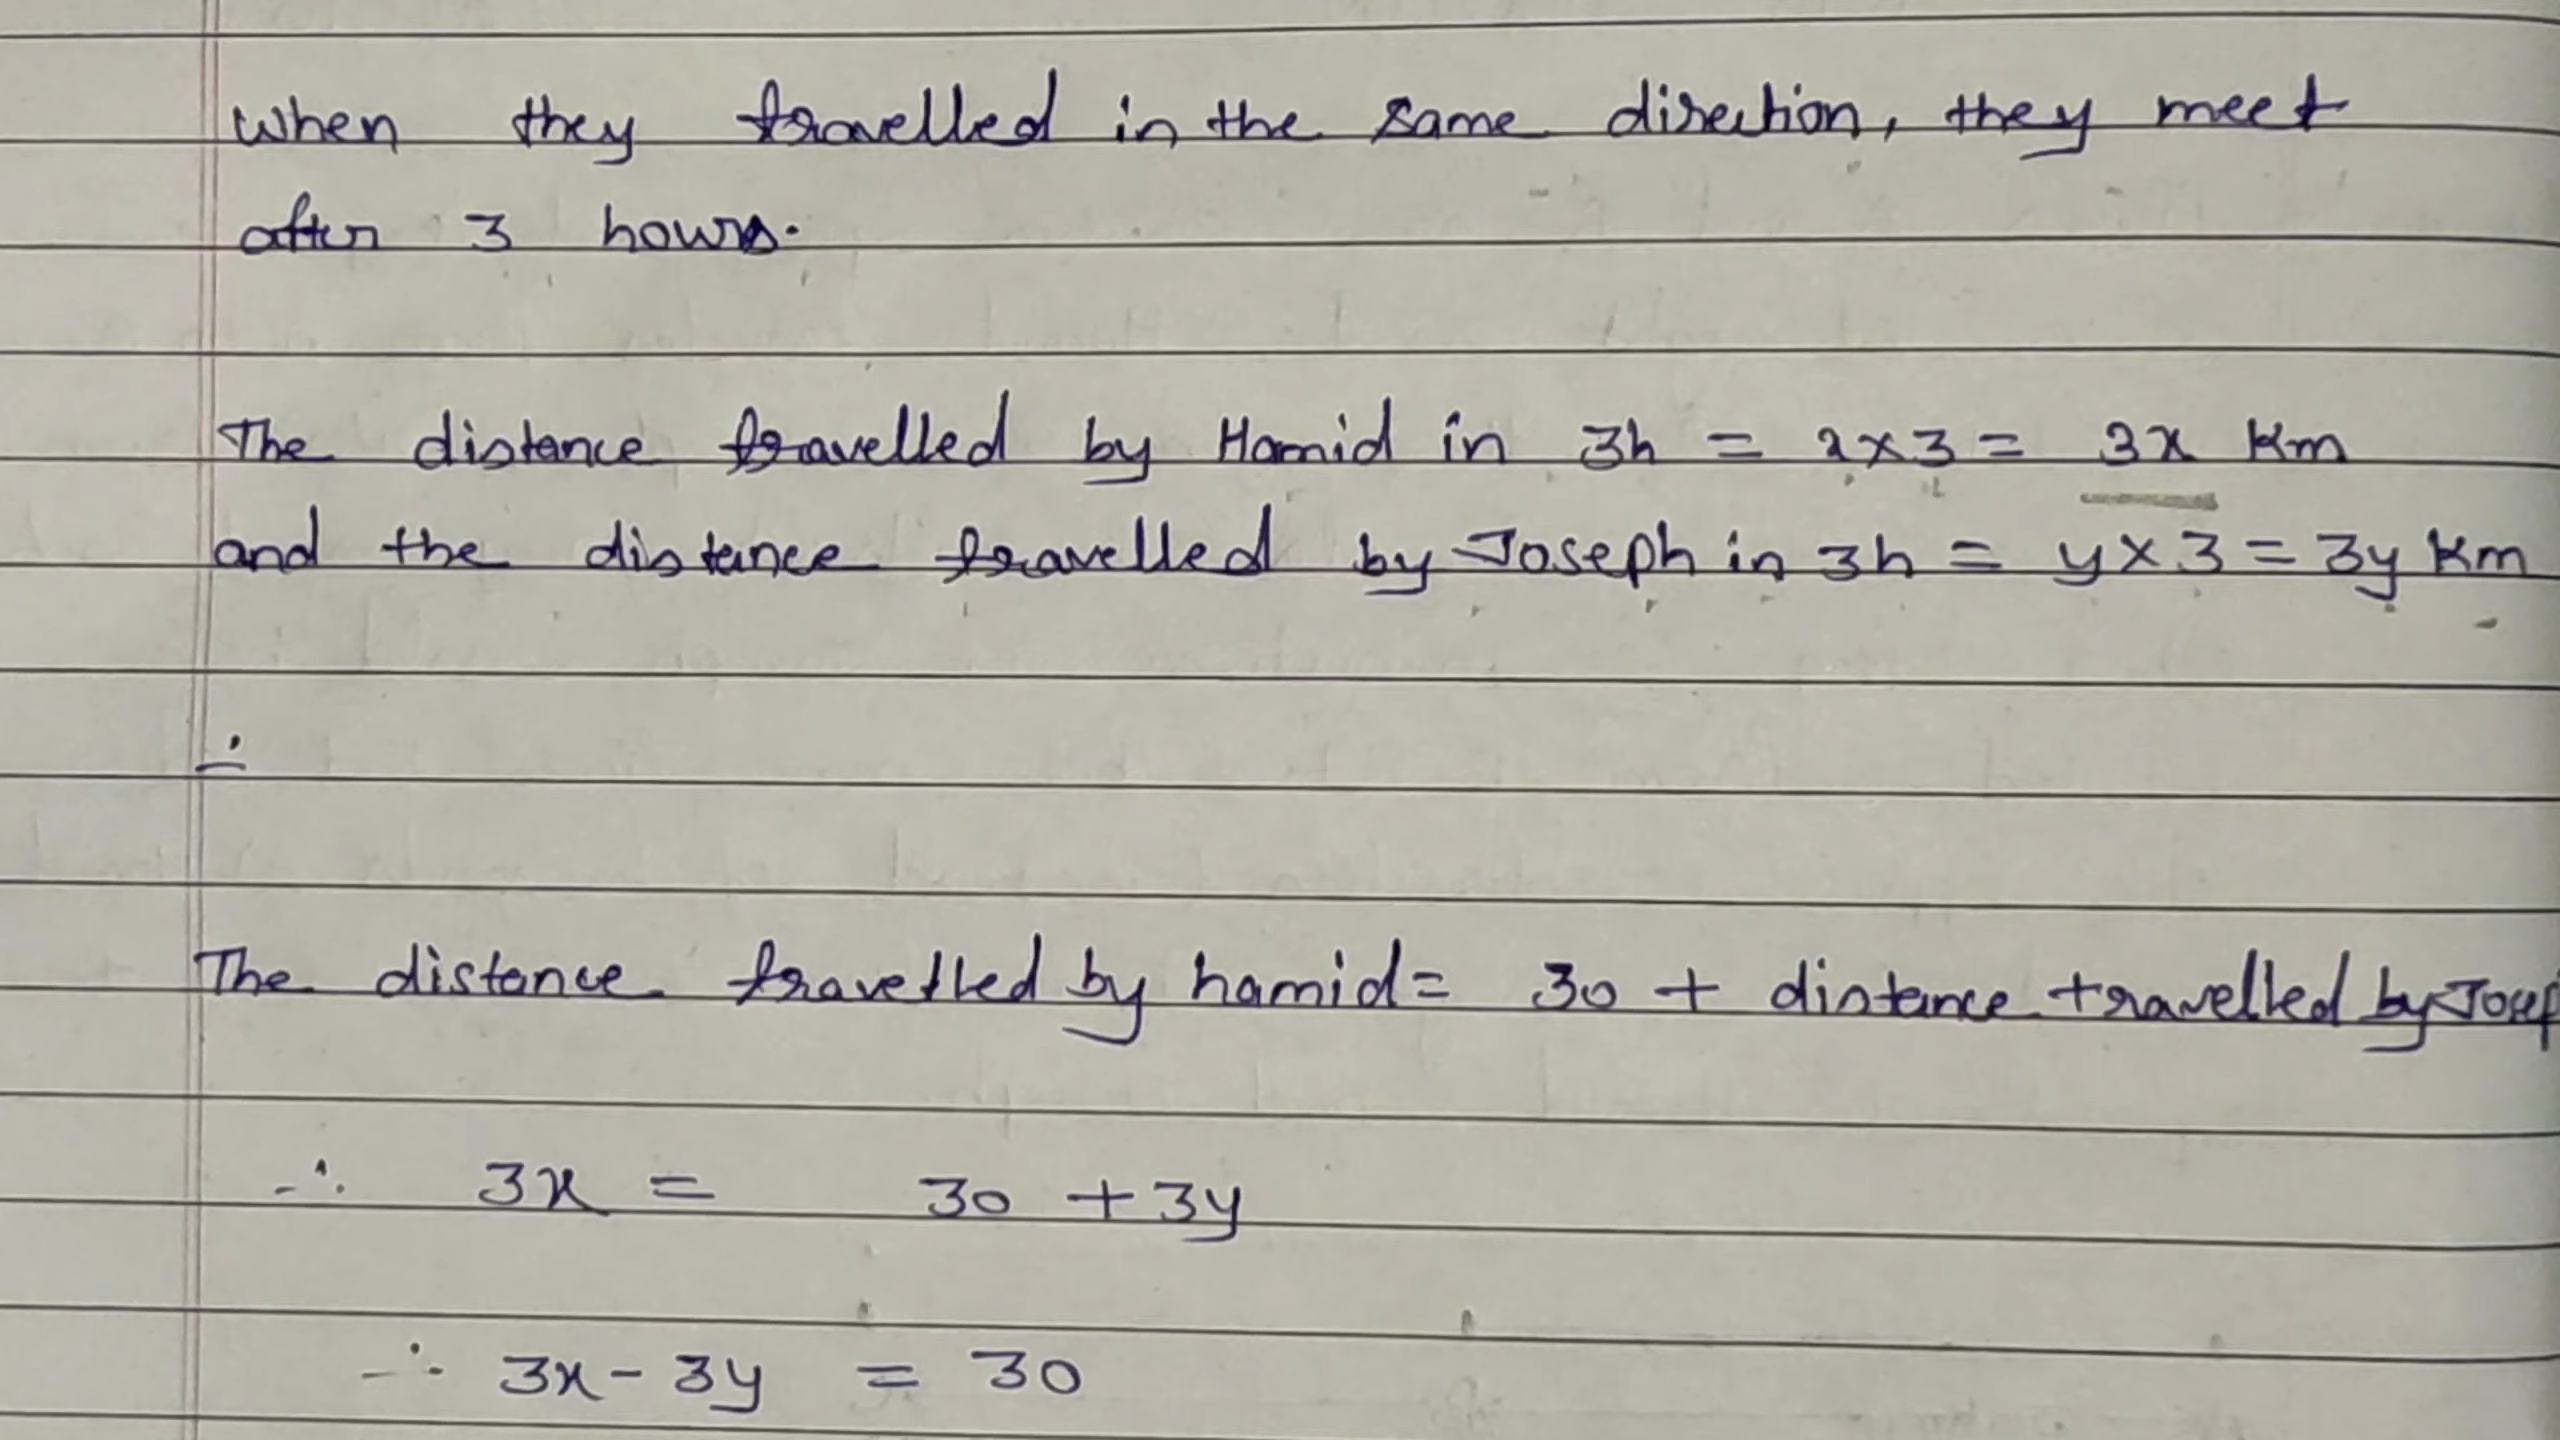 when they travelled in the same direction, they meet
after 3 hours.
The distance travelled by Hamid in 3h = x × 3 = 3x Km
and the distance travelled by Joseph in 3h = y × 3 = 3y Km
The distance travelled by hamid = 30 + distance travelled by Josep
∴ 3x = 30 + 3y
∴ 3x - 3y = 30